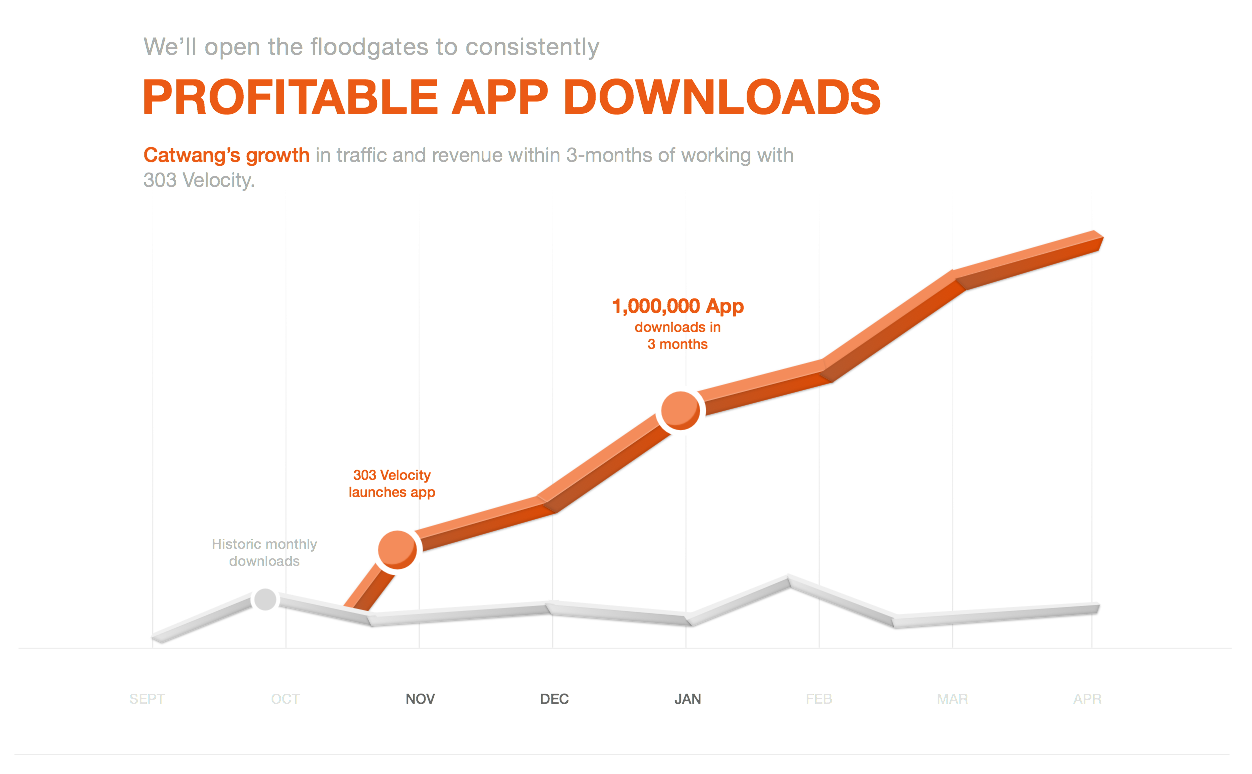 We'll open the floodgates to consistently
PROFITABLE APP DOWNLOADS
Catwang's growth in traffic and revenue within 3-months of working with
303 Velocity.
1,000,000 App
downloads in
3 months
303 Velocity
launches app
Historic monthly
downloads
SEPT OCT NOV DEC JAN FEB MAR APR